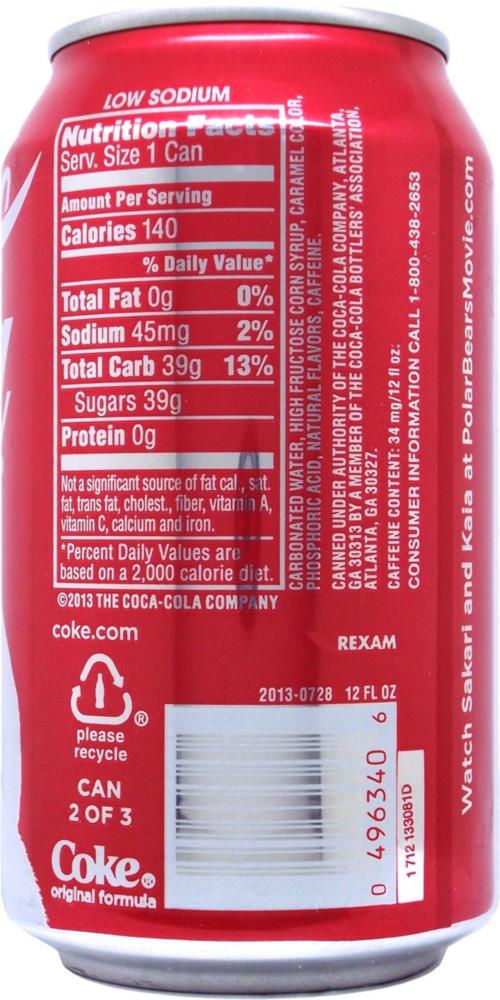 LOW SODIUM
Nutrition Facts
Serv. Size 1 Can
Amount Per Serving
Calories 140
% Daily Value*
Total Fat 0g 0%
Sodium 45mg 2%
Total Carb 39g 13%
Sugars 39g
Protein 0g
Not a significant source of fat cal., sat.
fat, trans fat, cholest., fiber, vitamin A,
vitamin C, calcium and iron.
*Percent Daily Values are
based on a 2,000 calorie diet.
©2013 THE COCA-COLA COMPANY
CARBONATED WATER, HIGH FRUCTOSE CORN SYRUP, CARAMEL COLOR,
PHOSPHORIC ACID, NATURAL FLAVORS, CAFFEINE.
CANNED UNDER AUTHORITY OF THE COCA-COLA COMPANY, ATLANTA,
GA 30313 BY A MEMBER OF THE COCA-COLA BOTTLERS' ASSOCIATION,
ATLANTA, GA 30327.
CAFFEINE CONTENT: 34 mg/12 fl oz.
CONSUMER INFORMATION CALL 1-800-438-2653
Watch Sakari and Kaia at PolarBearsMovie.com
coke.com
REXAM
2013-0728 12 FL OZ
®
please
recycle
CAN
2 OF 3
Coke®
original formula
0 496340 6
1712 133081D